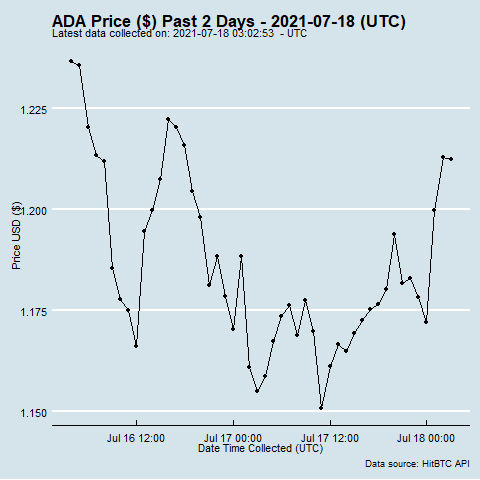 ADA Price ($) Past 2 Days - 2021-07-18 (UTC)
Latest data collected on: 2021-07-18 03:02:53 - UTC
1.225
1.200
1.175
1.150
Price USD ($)
Jul 16 12:00 Jul 17 00:00 Jul 17 12:00 Jul 18 00:00
Date Time Collected (UTC)
Data source: HitBTC API